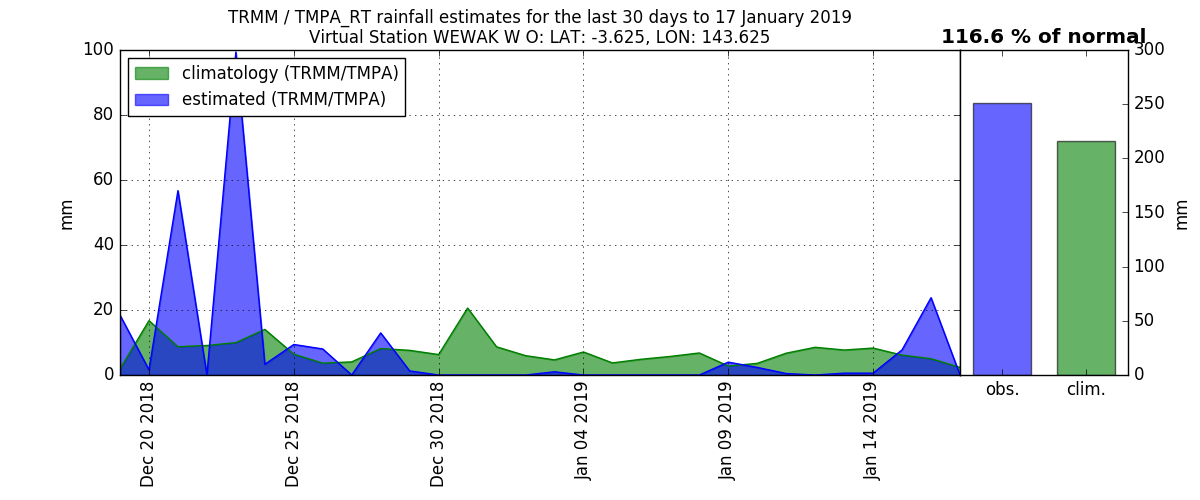 TRMM / TMPA_RT rainfall estimates for the last 30 days to 17 January 2019
Virtual Station WEWAK W O: LAT: -3.625, LON: 143.625
116.6 % of normal
climatology (TRMM/TMPA)
estimated (TRMM/TMPA)
100
80
60
40
20
0
mm
Dec 20 2018
Dec 25 2018
Dec 30 2018
Jan 04 2019
Jan 09 2019
Jan 14 2019
300
250
200
150
100
50
0
mm
obs.
clim.